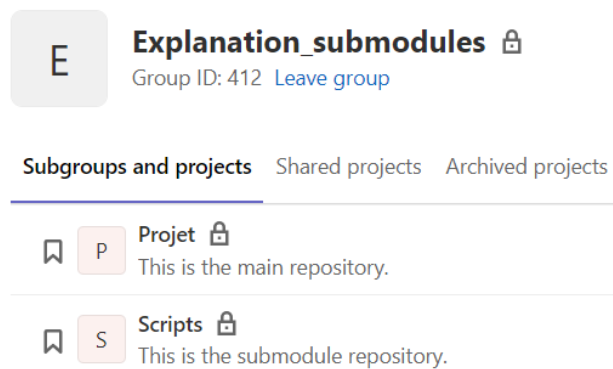 E
Explanation_submodules
Group ID: 412 Leave group
Subgroups and projects Shared projects Archived projects
P
Projet
This is the main repository.
S
Scripts
This is the submodule repository.